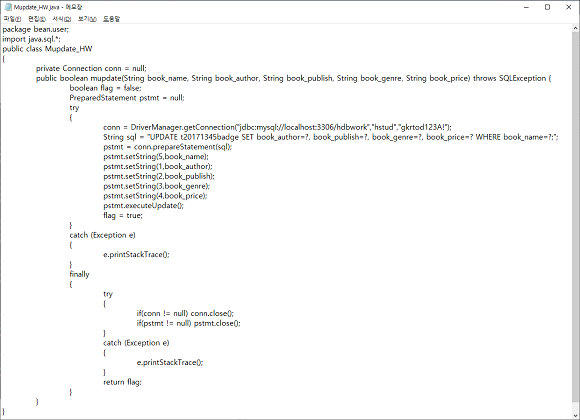 Mupdate_HW.java - 메모장
파일(F) 편집(E) 서식(O) 보기(V) 도움말
package bean.user;
import java.sql.*;
public class Mupdate_HW
{
private Connection conn = null;
public boolean mupdate(String book_name, String book_author, String book_publish, String book_genre, String book_price) throws SQLException {
boolean flag = false;
PreparedStatement pstmt = null;
try
{
conn = DriverManager.getConnection("jdbc:mysql://localhost:3306/hdbwork","hstud","gkrtod123A!");
String sql = "UPDATE t20171345badge SET book_author=?, book_publish=?, book_genre=?, book_price=? WHERE book_name=?;";
pstmt = conn.prepareStatement(sql);
pstmt.setString(5,book_name);
pstmt.setString(1,book_author);
pstmt.setString(2,book_publish);
pstmt.setString(3,book_genre);
pstmt.setString(4,book_price);
pstmt.executeUpdate();
flag = true;
}
catch (Exception e)
{
e.printStackTrace();
}
finally
{
try
{
if(conn != null) conn.close();
if(pstmt != null) pstmt.close();
}
catch (Exception e)
{
e.printStackTrace();
}
return flag;
}
}
}